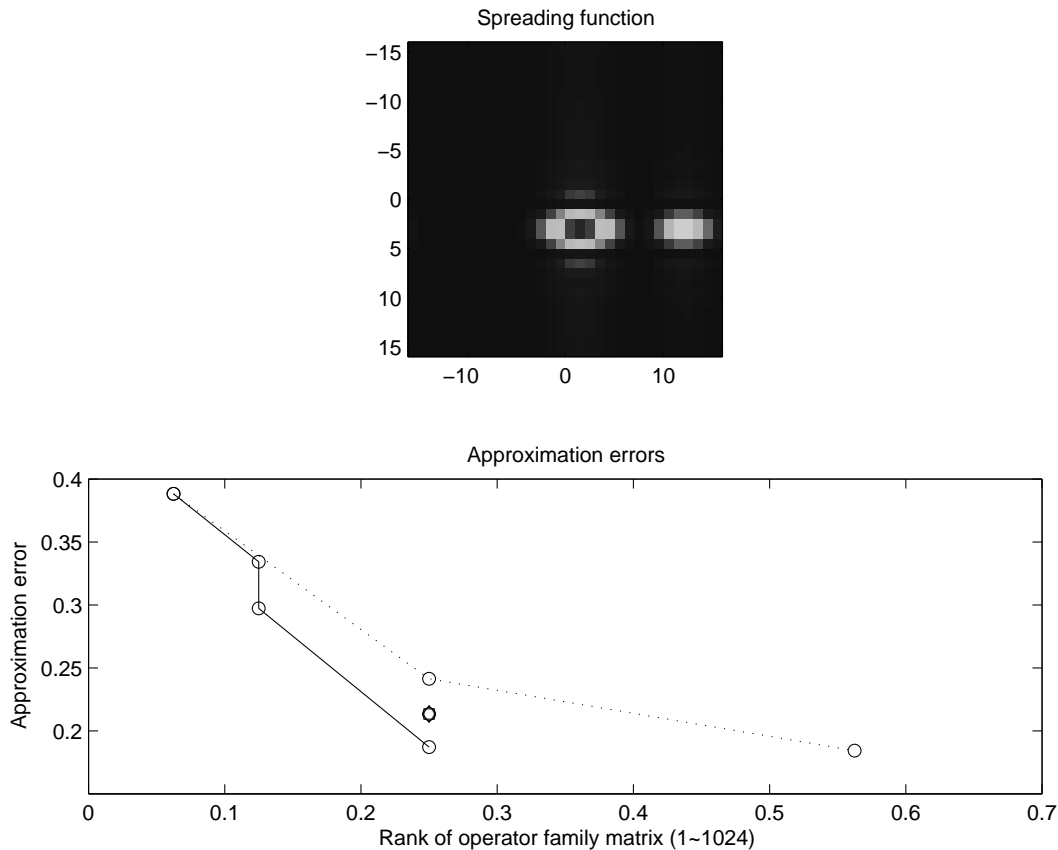 Spreading function
−15
−10
−5
0
5
10
15
−10 0 10
Approximation errors
0.4
0.35
0.3
0.25
0.2
Approximation error
0 0.1 0.2 0.3 0.4 0.5 0.6 0.7
Rank of operator family matrix (1~1024)